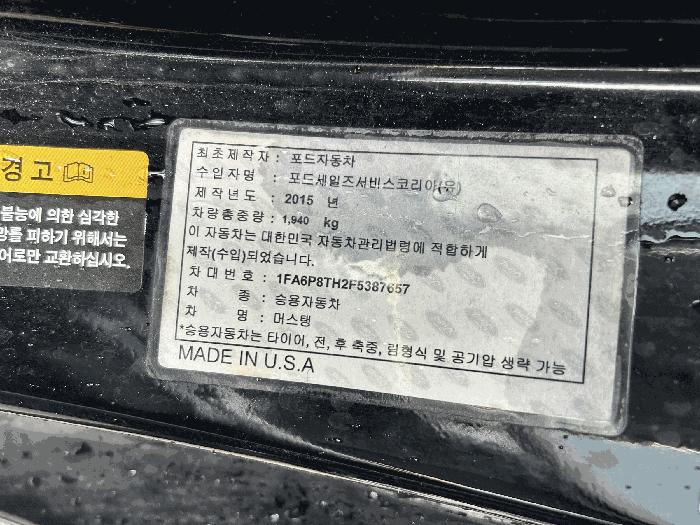 경고
불능에 의한 심각한
망를 피하기 위해서는
어로만 교환하십시오.
최초제작자 : 포드자동차
수입자명 : 포드세일즈서비스코리아(유)
제작년도 : 2015 년
차량총중량 : 1,940 kg
이 자동차는 대한민국 자동차관리법령에 적합하게
제작(수입)되었습니다.
차대번호 : 1FA6P8TH2F5387657
차 종 : 승용자동차
차 명 : 머스탱
*승용자동차는 타이어, 전, 후 축중, 림형식 및 공기압 생략 가능
MADE IN U.S.A